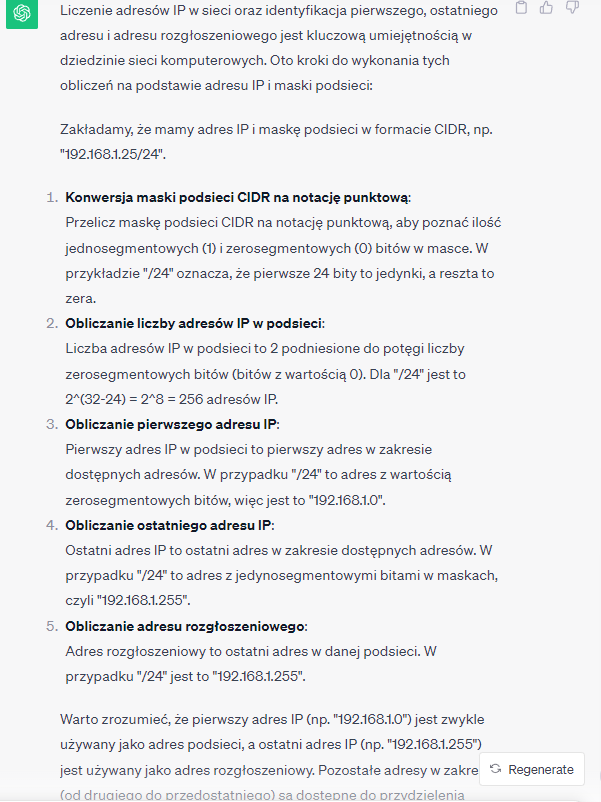 Liczenie adresów IP w sieci oraz identyfikacja pierwszego, ostatniego
adresu i adresu rozgłoszeniowego jest kluczową umiejętnością w
dziedzinie sieci komputerowych. Oto kroki do wykonania tych
obliczeń na podstawie adresu IP i maski podsieci:
Zakładamy, że mamy adres IP i maskę podsieci w formacie CIDR, np.
"192.168.1.25/24".
1. Konwersja maski podsieci CIDR na notację punktową:
Przelicz maskę podsieci CIDR na notację punktową, aby poznać ilość
jednosegmentowych (1) i zerosegmentowych (0) bitów w masce. W
przykładzie "/24" oznacza, że pierwsze 24 bity to jedynki, a reszta to
zera.
2. Obliczanie liczby adresów IP w podsieci:
Liczba adresów IP w podsieci to 2 podniesione do potęgi liczby
zerosegmentowych bitów (bitów z wartością 0). Dla "/24" jest to
2^(32-24) = 2^8 = 256 adresów IP.
3. Obliczanie pierwszego adresu IP:
Pierwszy adres IP w podsieci to pierwszy adres w zakresie
dostępnych adresów. W przypadku "/24" to adres z wartością
zerosegmentowych bitów, więc jest to "192.168.1.0".
4. Obliczanie ostatniego adresu IP:
Ostatni adres IP to ostatni adres w zakresie dostępnych adresów. W
przypadku "/24" to adres z jedynosegmentowymi bitami w maskach,
czyli "192.168.1.255".
5. Obliczanie adresu rozgłoszeniowego:
Adres rozgłoszeniowy to ostatni adres w danej podsieci. W
przypadku "/24" jest to "192.168.1.255".
Warto zrozumieć, że pierwszy adres IP (np. "192.168.1.0") jest zwykle
używany jako adres podsieci, a ostatni adres IP (np. "192.168.1.255")
jest używany jako adres rozgłoszeniowy. Pozostałe adresy w zakre
Regenerate
(od drugiego do przedostatniego) są dostępne do przydzielenia